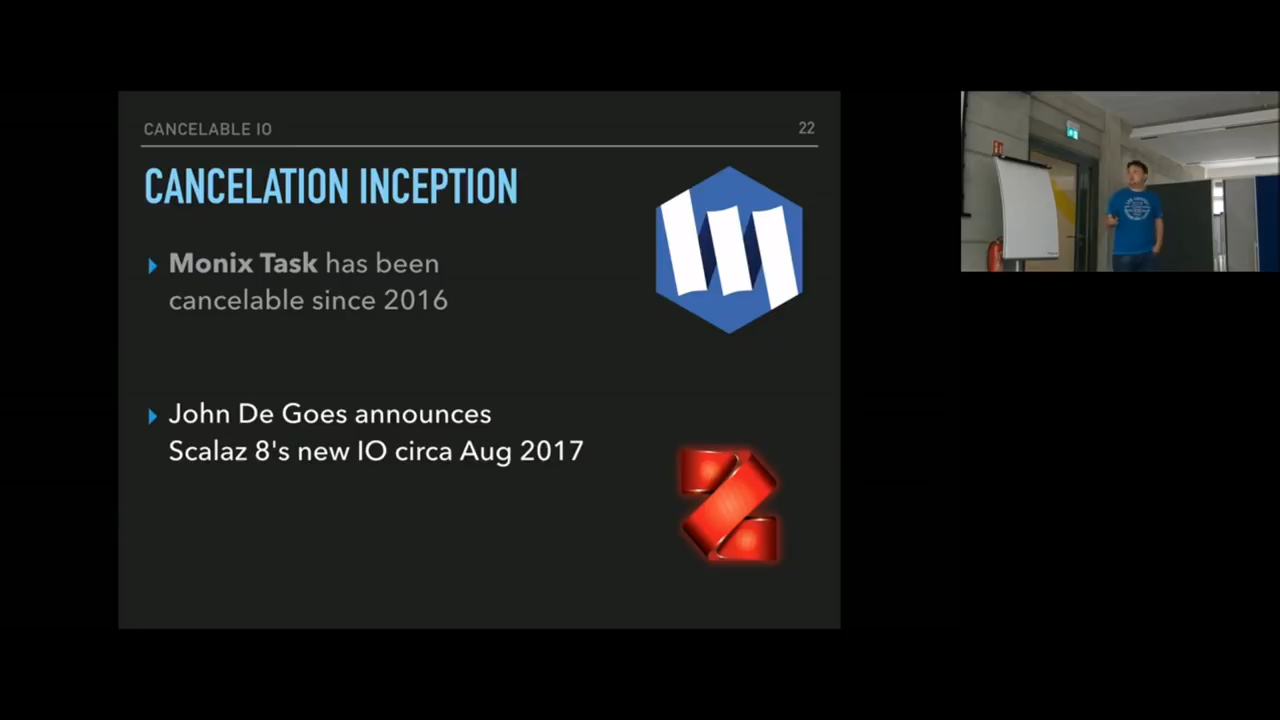 CANCELABLE IO
22
CANCELATION INCEPTION
Monix Task has been
cancelable since 2016
John De Goes announces
Scalaz 8's new IO circa Aug 2017